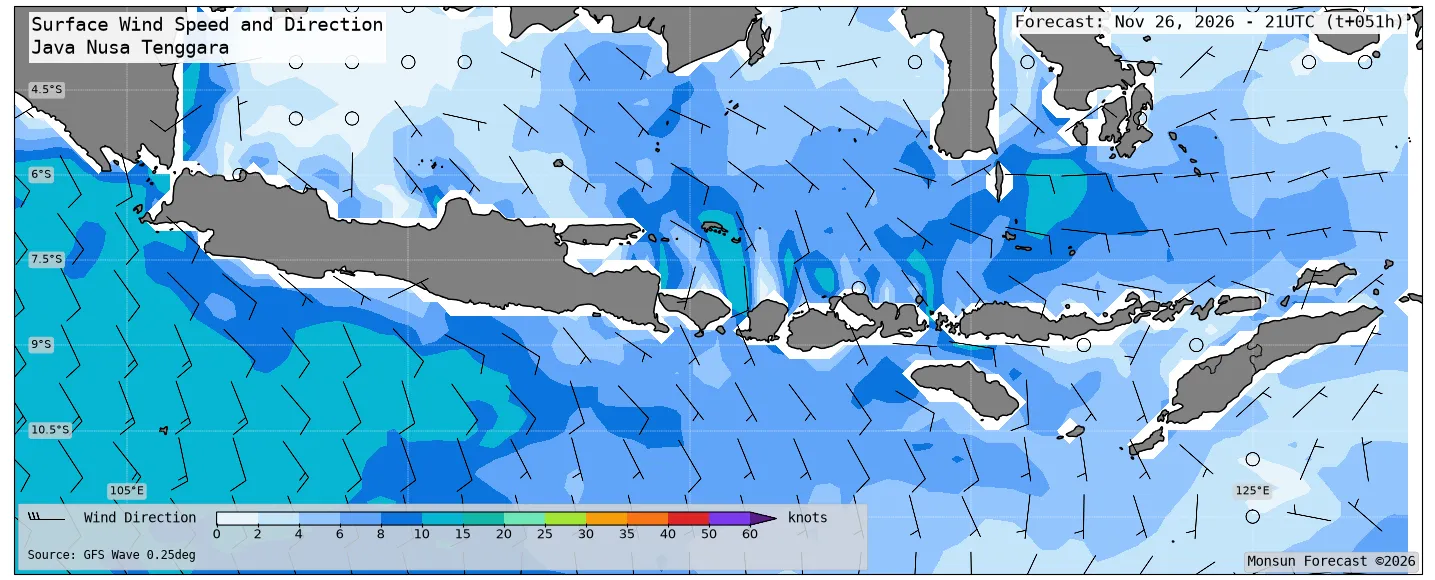 Surface Wind Speed and Direction
Java Nusa Tenggara
Forecast: Nov 26, 2026 - 21UTC (t+051h)
4.5°S
6°S
7.5°S
9°S
10.5°S
105°E
125°E
Wind Direction
0 2 4 6 8 10 15 20 25 30 35 40 50 60
knots
Source: GFS Wave 0.25deg
Monsun Forecast ©2026